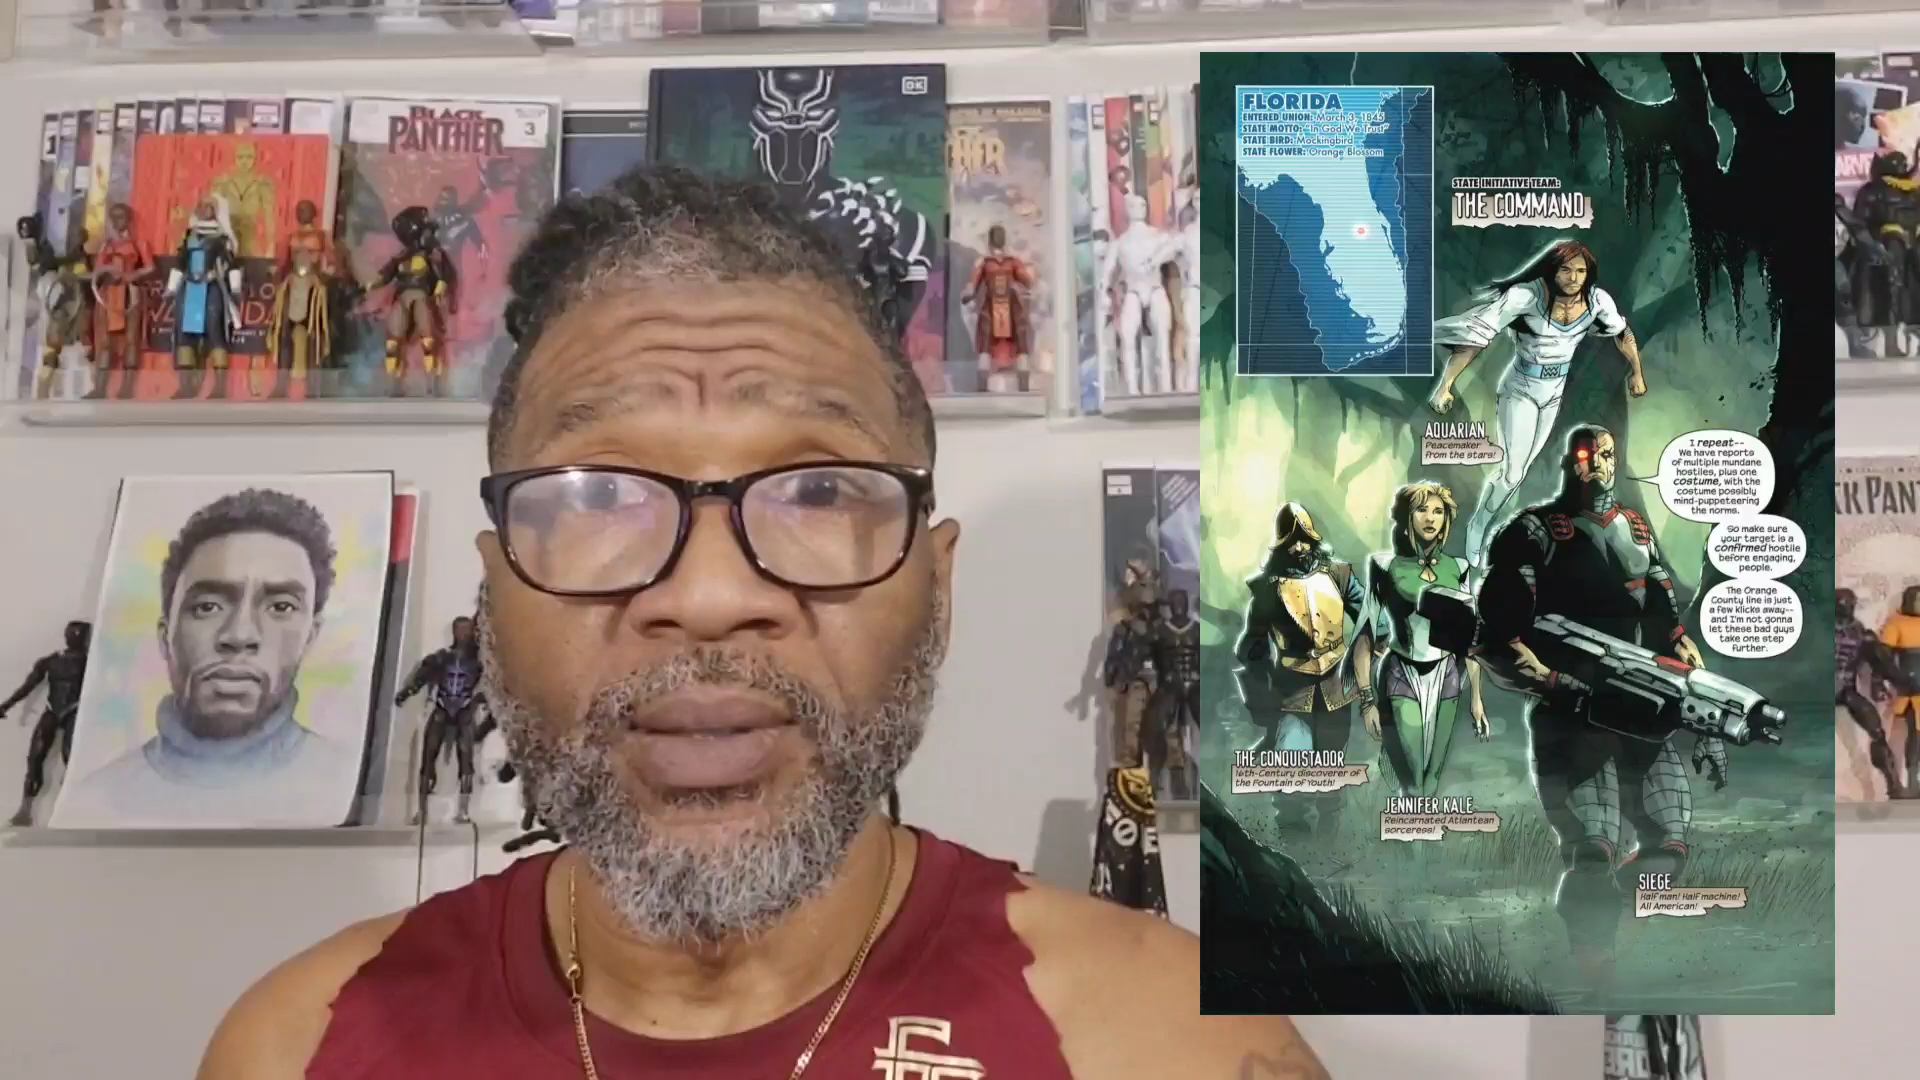 BLACK
PANTHER
3
DK
FLORIDA
ENTERED UNION: March 3, 1845
STATE MOTTO: "In God We Trust"
STATE BIRD: Mockingbird
STATE FLOWER: Orange Blossom
STATE INITIATIVE TEAM:
THE COMMAND
AQUARIAN
Peacemaker
from the stars!
I repeat--
We have reports
of multiple mundane
hostiles, plus one
costume, with the
costume possibly
mind-puppeteering
the norms.
So make sure
your target is a
confirmed hostile
before engaging,
people.
The Orange
County line is just
a few klicks away--
and I'm not gonna
let these bad guys
take one step
further.
THE CONQUISTADOR
16th-Century discoverer of
the Fountain of Youth!
JENNIFER KALE
Reincarnated Atlantean
sorceress!
SIEGE
Half man! Half machine!
All American!
CK PAN